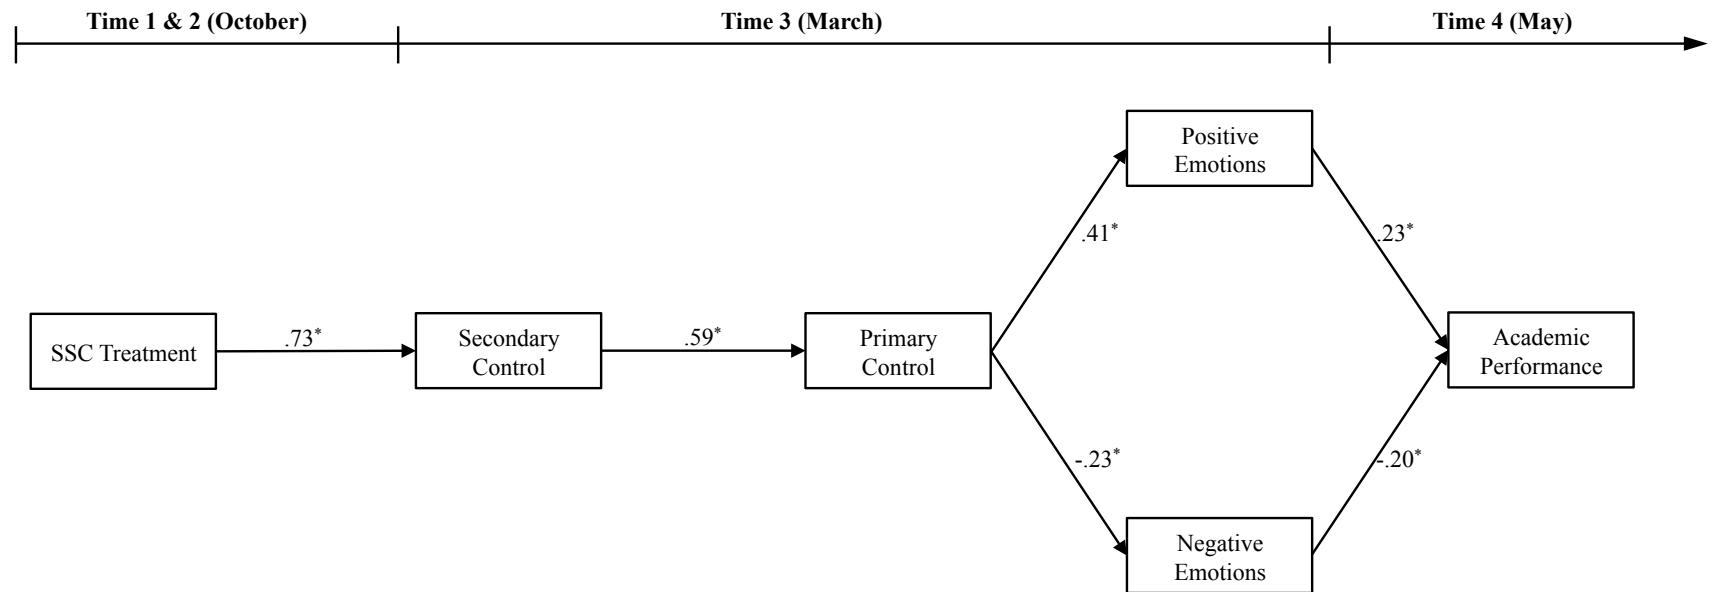 Time 1 & 2 (October)
Time 3 (March)
Time 4 (May)
Positive
Emotions
.41*
.23*
SSC Treatment
.73*
Secondary
Control
.59*
Primary
Control
Academic
Performance
-.23*
-.20*
Negative
Emotions